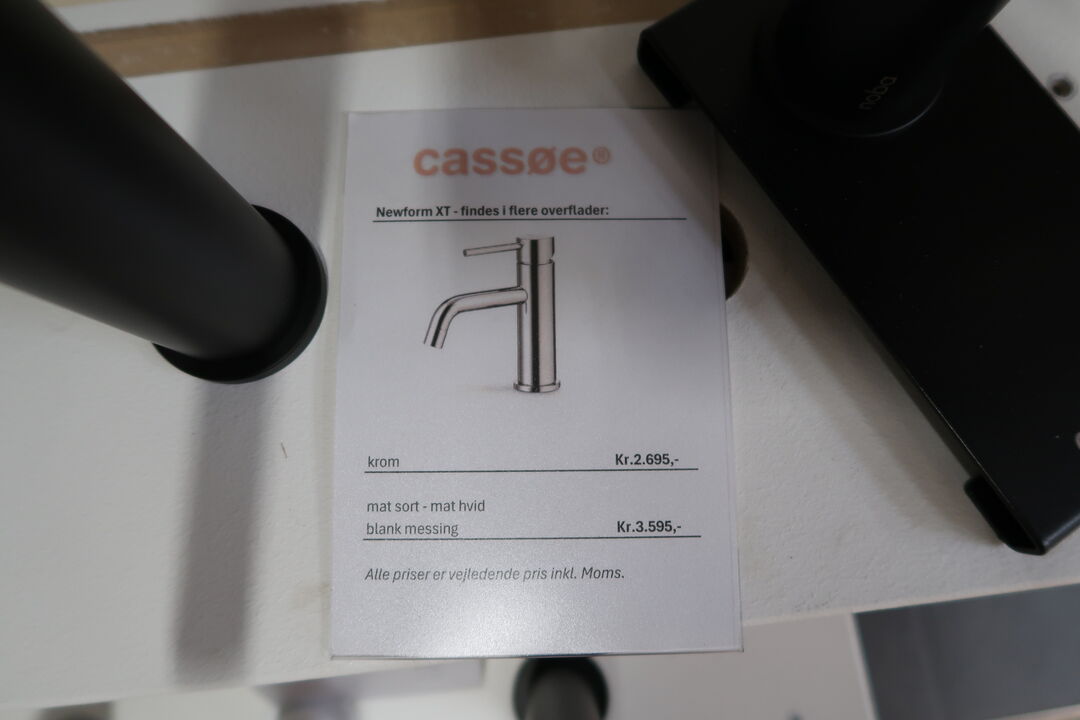 cassøe®
Newform XT - findes i flere overflader:
krom Kr.2.695,-
mat sort - mat hvid
blank messing Kr.3.595,-
Alle priser er vejledende pris inkl. Moms.
noba